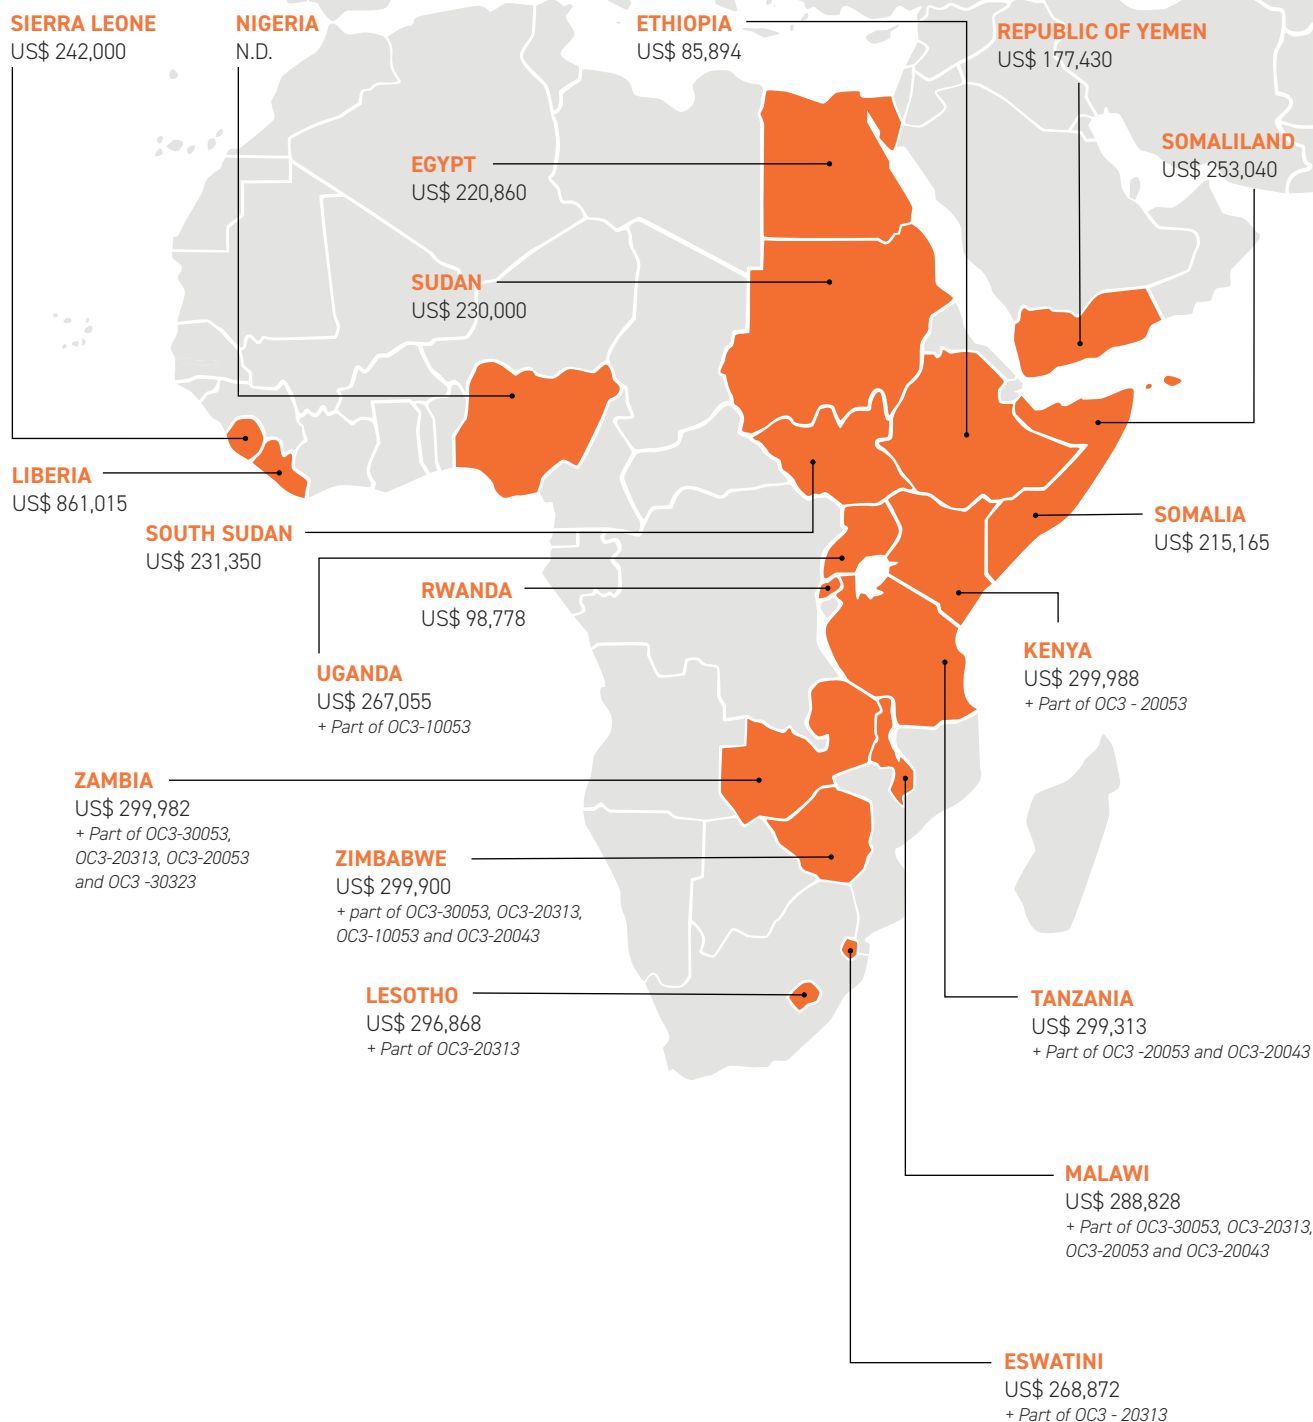 SIERRA LEONE
US$ 242,000
NIGERIA
N.D.
ETHIOPIA
US$ 85,894
REPUBLIC OF YEMEN
US$ 177,430
SOMALILAND
US$ 253,040
EGYPT
US$ 220,860
SUDAN
US$ 230,000
LIBERIA
US$ 861,015
SOUTH SUDAN
US$ 231,350
SOMALIA
US$ 215,165
RWANDA
US$ 98,778
UGANDA
US$ 267,055
+ Part of OC3-10053
KENYA
US$ 299,988
+ Part of OC3 - 20053
ZAMBIA
US$ 299,982
+ Part of OC3-30053,
OC3-20313, OC3-20053
and OC3 -30323
ZIMBABWE
US$ 299,900
+ part of OC3-30053, OC3-20313,
OC3-10053 and OC3-20043
LESOTHO
US$ 296,868
+ Part of OC3-20313
TANZANIA
US$ 299,313
+ Part of OC3 -20053 and OC3-20043
MALAWI
US$ 288,828
+ Part of OC3-30053, OC3-20313,
OC3-20053 and OC3-20043
ESWATINI
US$ 268,872
+ Part of OC3 - 20313